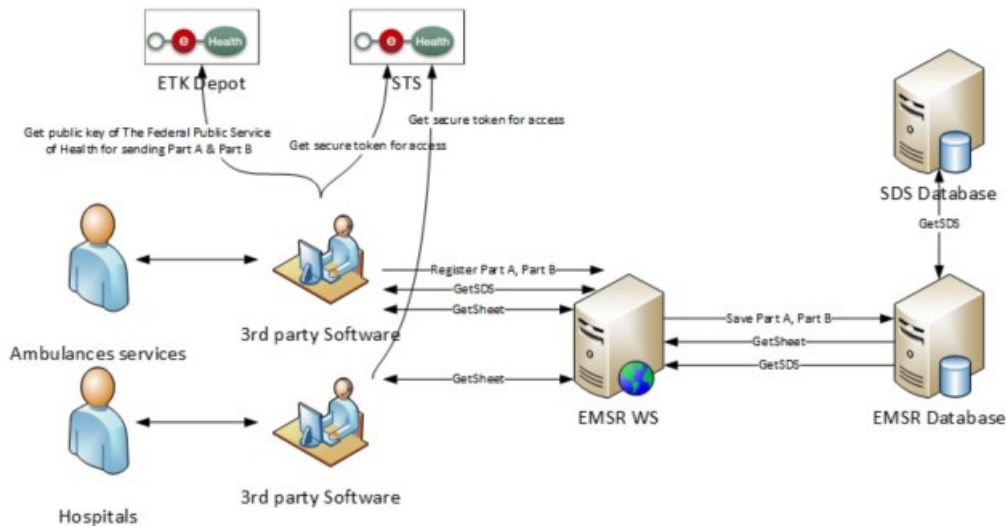 e Health
e Health
ETK Depot
STS
Get public key of The Federal Public Service
of Health for sending Part A & Part B
Get secure token for access
Get secure token for access
SDS Database
GetSDS
Register Part A, Part B
GetSDS
GetSheet
3rd party Software
Ambulances services
Save Part A, Part B
GetSheet
GetSDS
GetSheet
EMSR WS
EMSR Database
3rd party Software
Hospitals